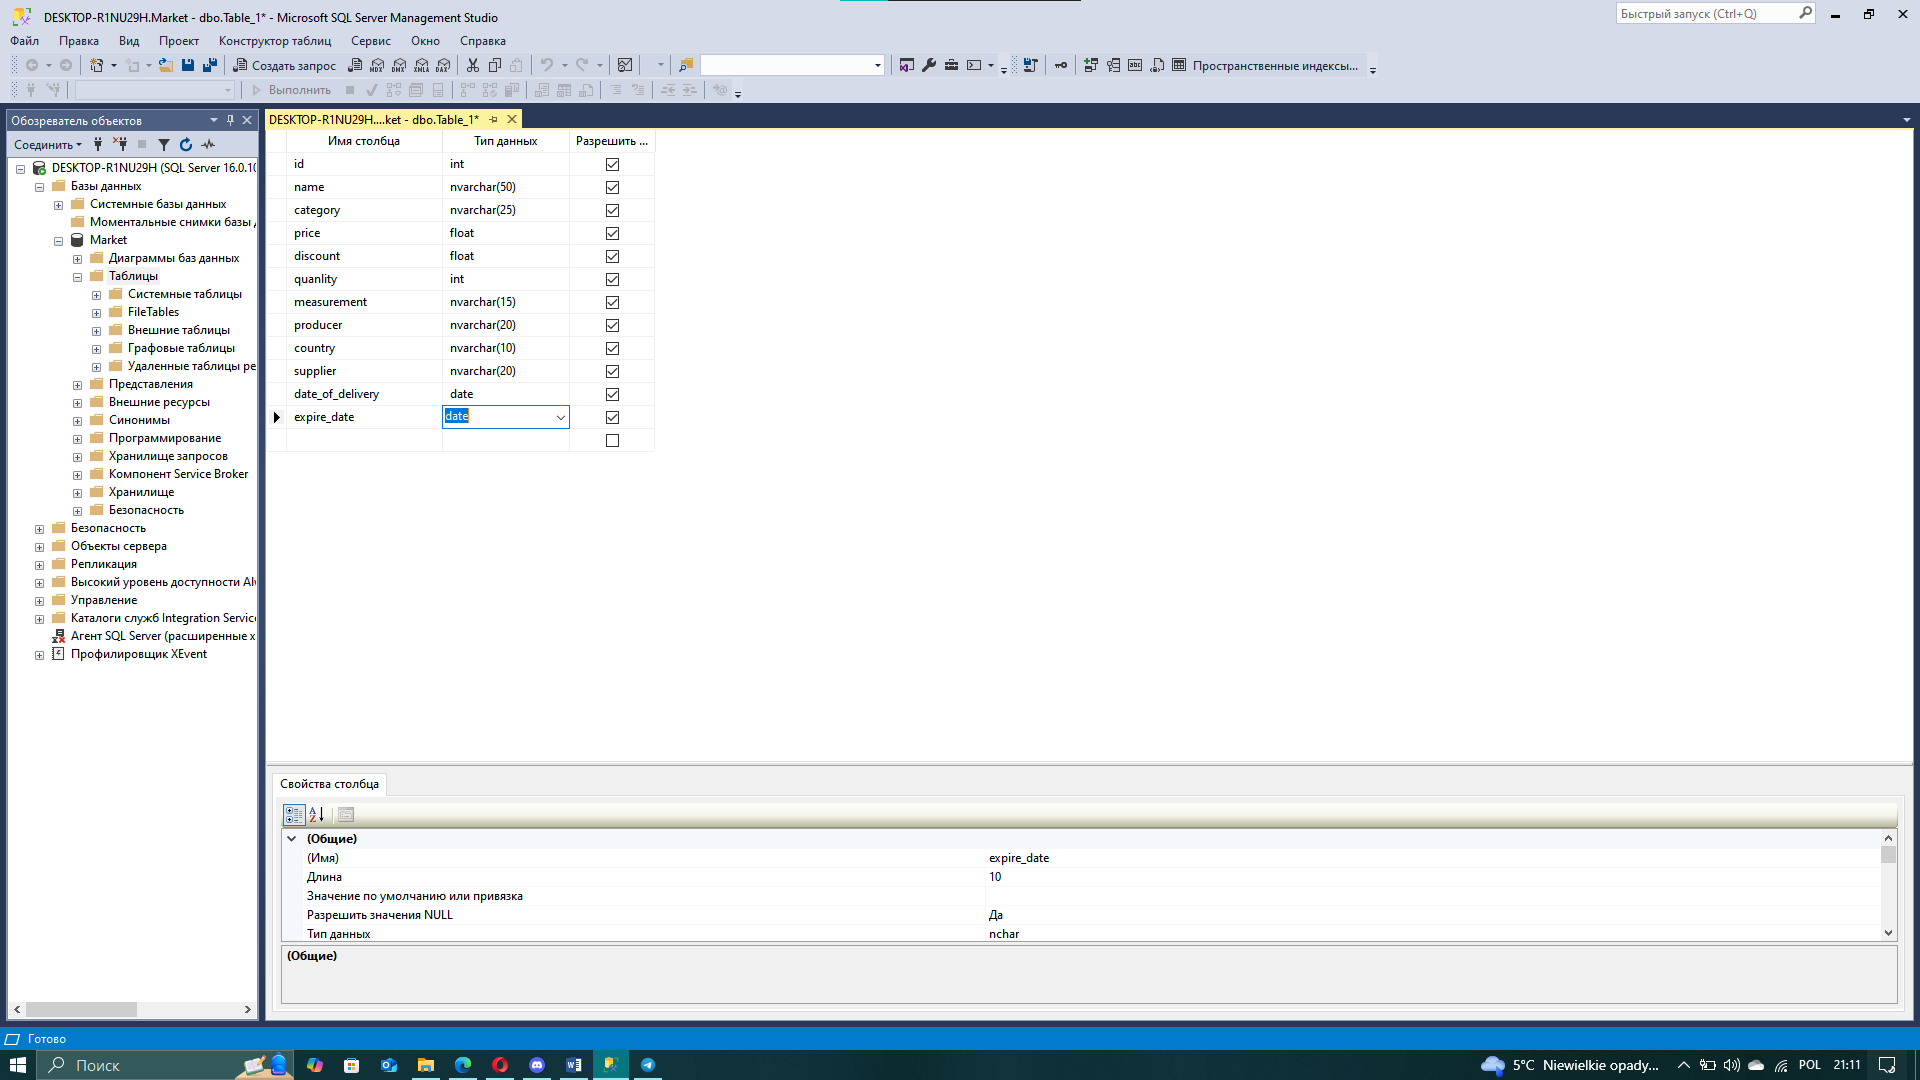 DESKTOP-R1NU29H.Market - dbo.Table_1* - Microsoft SQL Server Management Studio
Быстрый запуск (Ctrl+Q)
Файл Правка Вид Проект Конструктор таблиц Сервис Окно Справка
Создать запрос MDX DMX XMLA DAX Пространственные индексы...
Выполнить
Обозреватель объектов
Соединить
DESKTOP-R1NU29H (SQL Server 16.0.10
Базы данных
Системные базы данных
Моментальные снимки базы
Market
Диаграммы баз данных
Таблицы
Системные таблицы
FileTables
Внешние таблицы
Графовые таблицы
Удаленные таблицы ре
Представления
Внешние ресурсы
Синонимы
Программирование
Хранилище запросов
Компонент Service Broker
Хранилище
Безопасность
Безопасность
Объекты сервера
Репликация
Высокий уровень доступности Al
Управление
Каталоги служб Integration Servic
Агент SQL Server (расширенные х
Профилировщик XEvent
DESKTOP-R1NU29H....ket - dbo.Table_1*
Имя столбца Тип данных Разрешить ...
id int
name nvarchar(50)
category nvarchar(25)
price float
discount float
quanlity int
measurement nvarchar(15)
producer nvarchar(20)
country nvarchar(10)
supplier nvarchar(20)
date_of_delivery date
expire_date date
Свойства столбца
(Общие)
(Имя) expire_date
Длина 10
Значение по умолчанию или привязка
Разрешить значения NULL Да
Тип данных nchar
(Общие)
Готово
Поиск
5°C Niewielkie opady...
POL
21:11